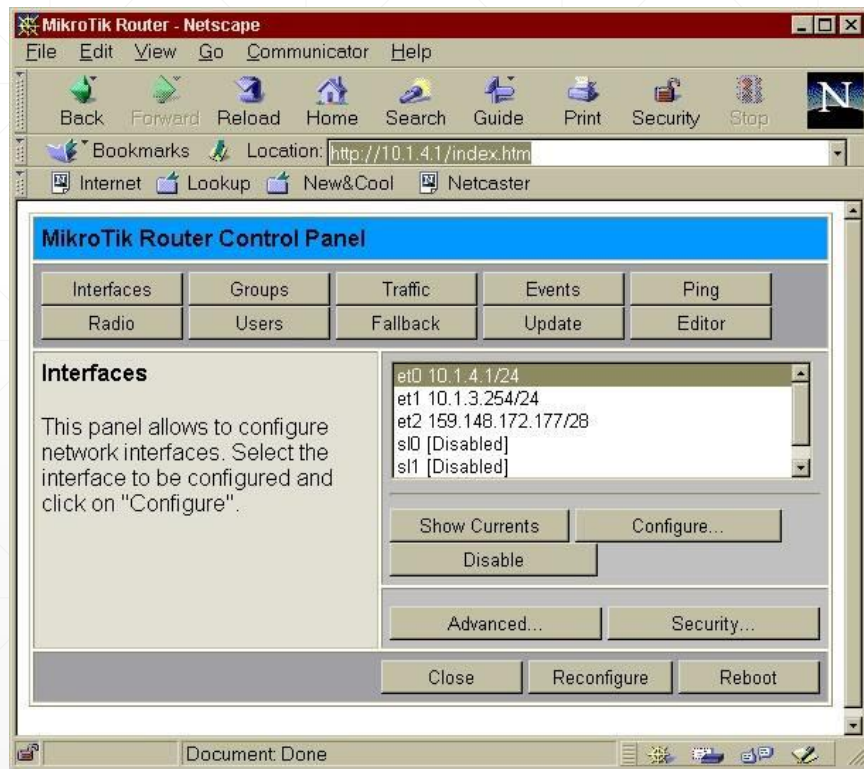 MikroTik Router - Netscape
File Edit View Go Communicator Help
Back Forward Reload Home Search Guide Print Security Stop
N
Bookmarks Location: http://10.1.4.1/index.htm
Internet Lookup New&Cool Netcaster
MikroTik Router Control Panel
Interfaces Groups Traffic Events Ping
Radio Users Fallback Update Editor
Interfaces
This panel allows to configure
network interfaces. Select the
interface to be configured and
click on "Configure".
et0 10.1.4.1/24
et1 10.1.3.254/24
et2 159.148.172.177/28
sl0 [Disabled]
sl1 [Disabled]
Show Currents Configure...
Disable
Advanced... Security...
Close Reconfigure Reboot
Document: Done